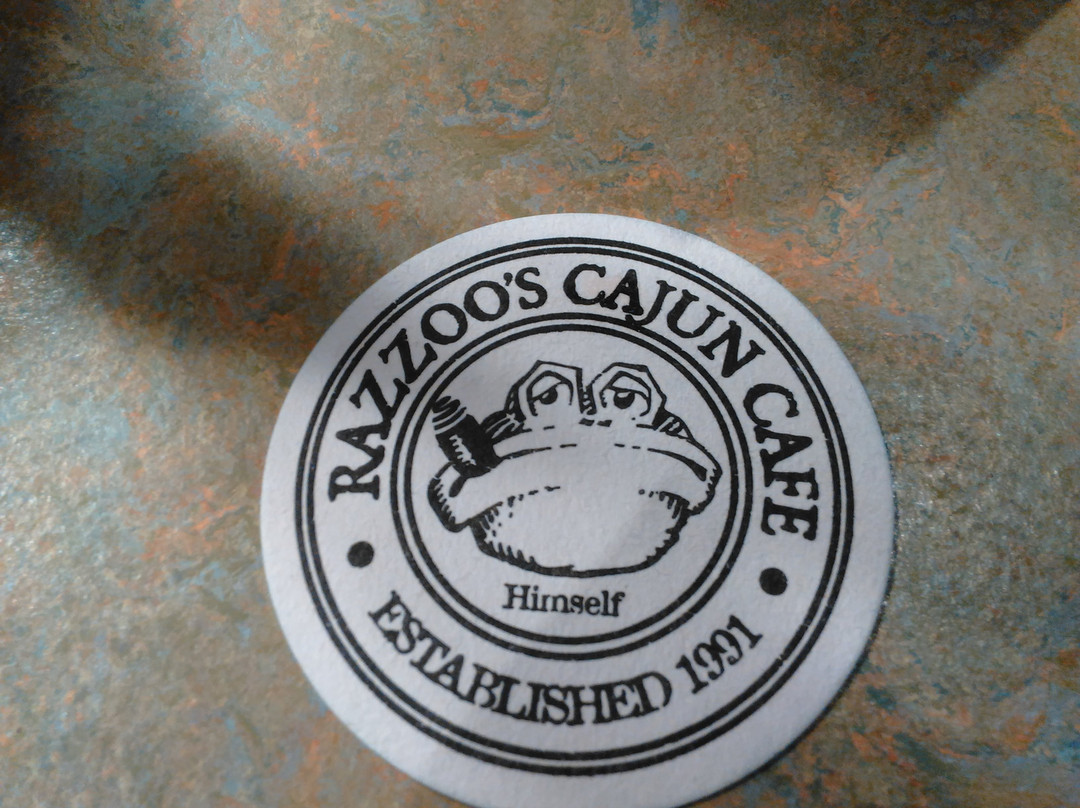 RAZZOO'S CAJUN CAFE
Himself
ESTABLISHED 1991